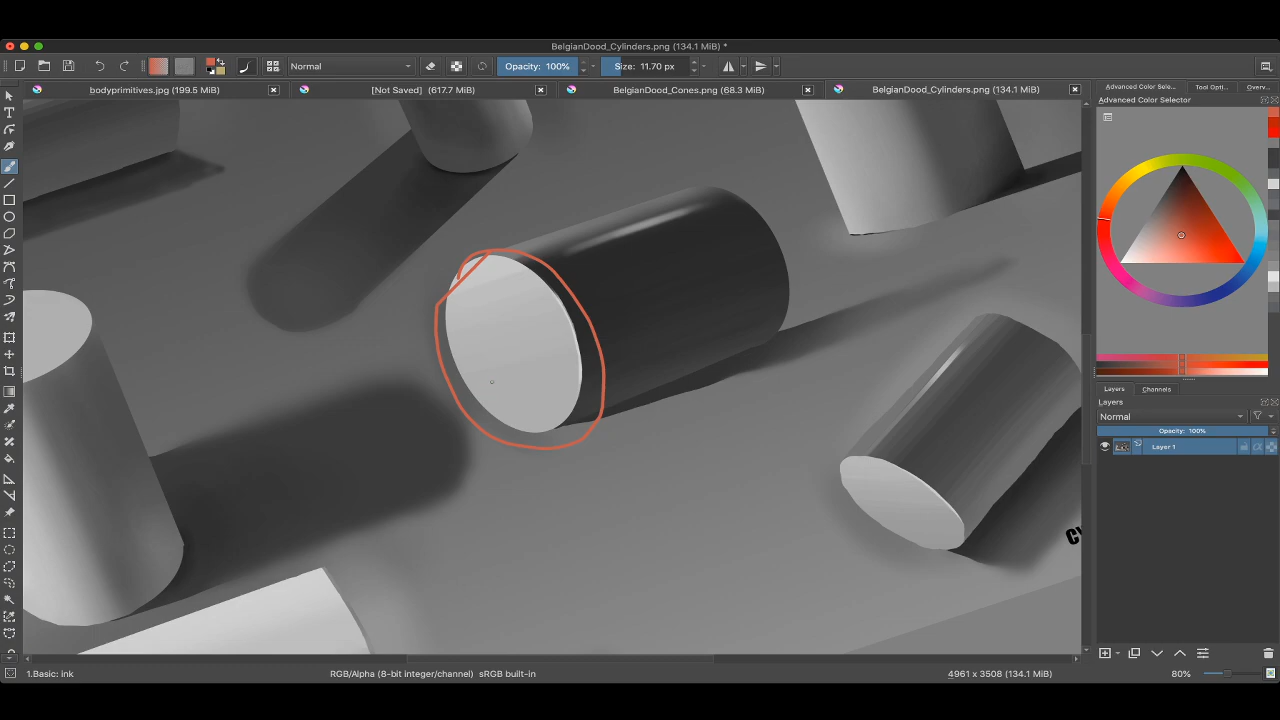 BelgianDood_Cylinders.png (134.1 MiB) *
Normal
Opacity: 100%
Size: 11.70 px
bodyprimitives.jpg (199.5 MiB)
[Not Saved] (617.7 MiB)
BelgianDood_Cones.png (68.3 MiB)
BelgianDood_Cylinders.png (134.1 MiB)
Advanced Color Sele...
Tool Opti...
Overv...
Advanced Color Selector
Layers
Channels
Layers
Normal
Opacity: 100%
Layer 1
CY
1.Basic: ink
RGB/Alpha (8-bit integer/channel) sRGB built-in
4961 x 3508 (134.1 MiB)
80%